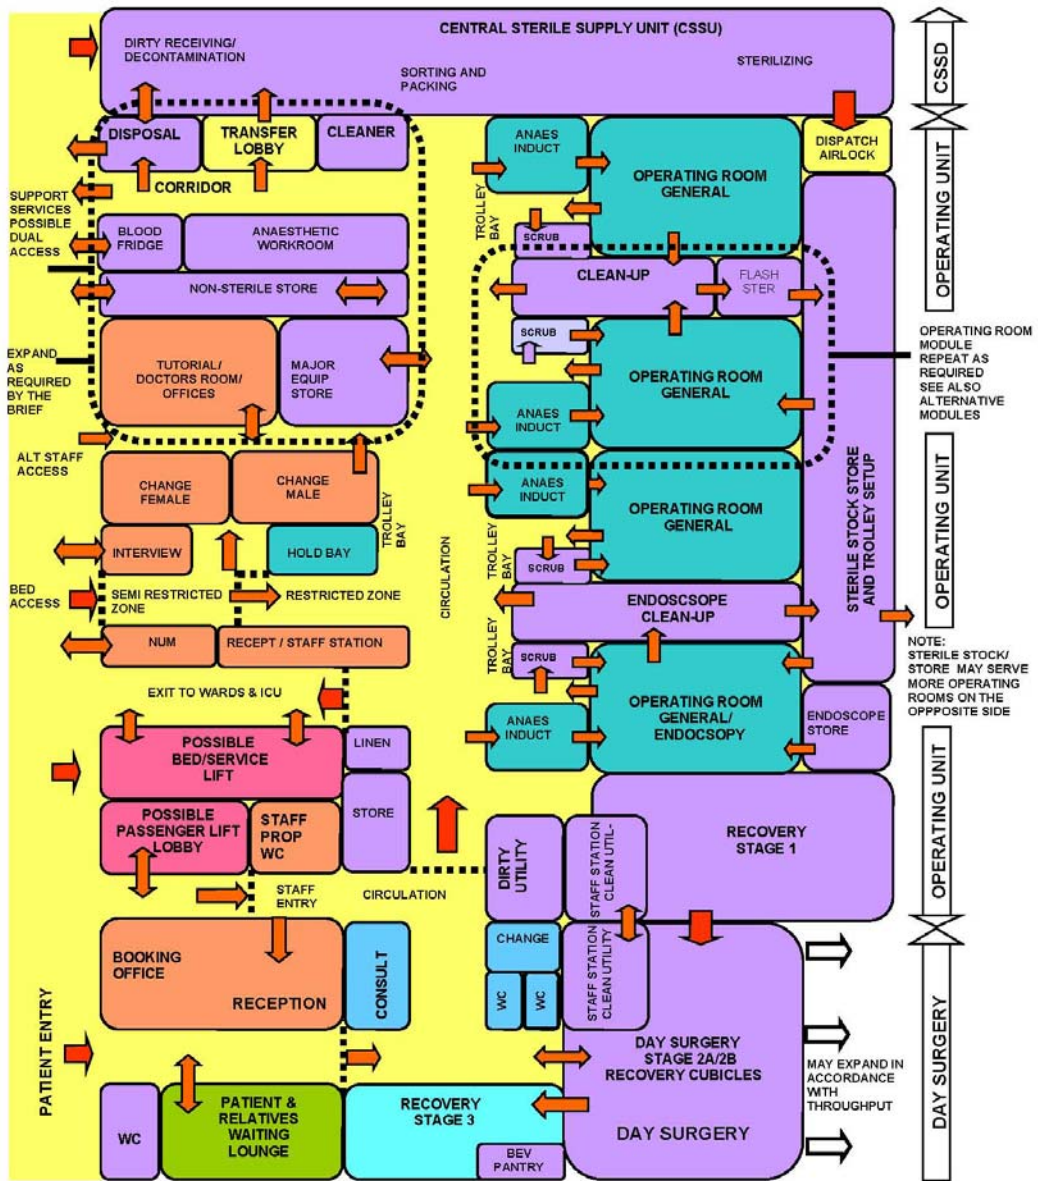 CENTRAL STERILE SUPPLY UNIT (CSSU)
DIRTY RECEIVING/
DECONTAMINATION
SORTING AND
PACKING
STERILIZING
CSSD
DISPOSAL
TRANSFER
LOBBY
CLEANER
CORRIDOR
SUPPORT
SERVICES
POSSIBLE
DUAL
ACCESS
BLOOD
FRIDGE
ANAESTHETIC
WORKROOM
NON-STERILE STORE
EXPAND
AS
REQUIRED
BY THE
BRIEF
TUTORIAL/
DOCTORS ROOM/
OFFICES
MAJOR
EQUIP
STORE
ALT STAFF
ACCESS
CHANGE
FEMALE
CHANGE
MALE
TROLLEY
BAY
INTERVIEW
HOLD BAY
BED
ACCESS
SEMI RESTRICTED
ZONE
RESTRICTED ZONE
NUM
RECEPT / STAFF STATION
EXIT TO WARDS & ICU
POSSIBLE
BED/SERVICE
LIFT
LINEN
POSSIBLE
PASSENGER LIFT
LOBBY
STAFF
PROP
WC
STORE
STAFF
ENTRY
CIRCULATION
BOOKING
OFFICE
RECEPTION
CONSULT
PATIENT ENTRY
WC
PATIENT &
RELATIVES
WAITING
LOUNGE
RECOVERY
STAGE 3
BEV
PANTRY
CIRCULATION
ANAES
INDUCT
OPERATING ROOM
GENERAL
DISPATCH
AIRLOCK
TROLLEY
BAY
SCRUB
CLEAN-UP
FLASH
STER
SCRUB
OPERATING ROOM
GENERAL
ANAES
INDUCT
ANAES
INDUCT
OPERATING ROOM
GENERAL
TROLLEY
BAY
SCRUB
ENDOSCSOPE
CLEAN-UP
TROLLEY
BAY
SCRUB
OPERATING ROOM
GENERAL/
ENDOCSOPY
ANAES
INDUCT
STERILE STOCK STORE
AND TROLLEY SETUP
ENDOSCOPE
STORE
RECOVERY
STAGE 1
DIRTY
UTILITY
STAFF STATION
CLEAN UTIL-
STAFF STATION
CLEAN UTILITY
CHANGE
WC
WC
DAY SURGERY
STAGE 2A/2B
RECOVERY CUBICLES
DAY SURGERY
OPERATING UNIT
OPERATING ROOM
MODULE
REPEAT AS
REQUIRED
SEE ALSO
ALTERNATIVE
MODULES
OPERATING UNIT
NOTE:
STERILE STOCK/
STORE MAY SERVE
MORE OPERATING
ROOMS ON THE
OPPPOSITE SIDE
OPERATING UNIT
MAY EXPAND IN
ACCORDANCE
WITH
THROUGHPUT
DAY SURGERY